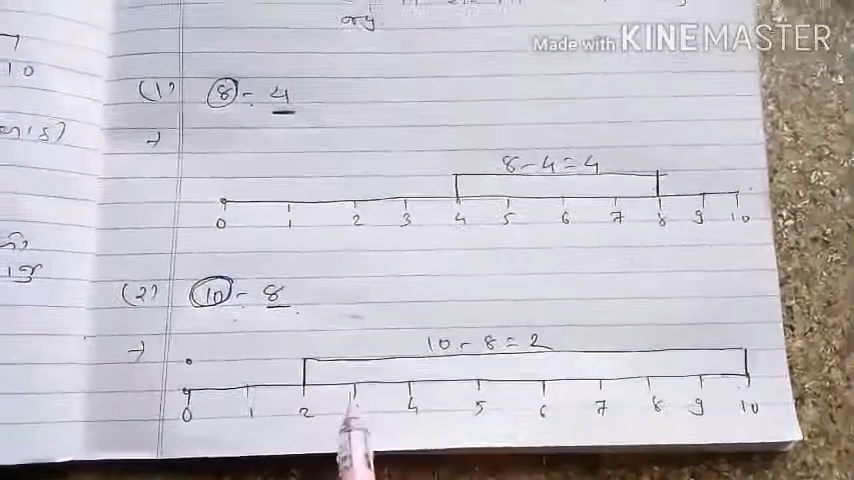 Made with KINEMASTER
10
(1) 8 - 4
→ 8 - 4 = 4
0 1 2 3 4 5 6 7 8 9 10
(2) 10 - 8
→ 10 - 8 = 2
0 1 2 4 5 6 7 8 9 10